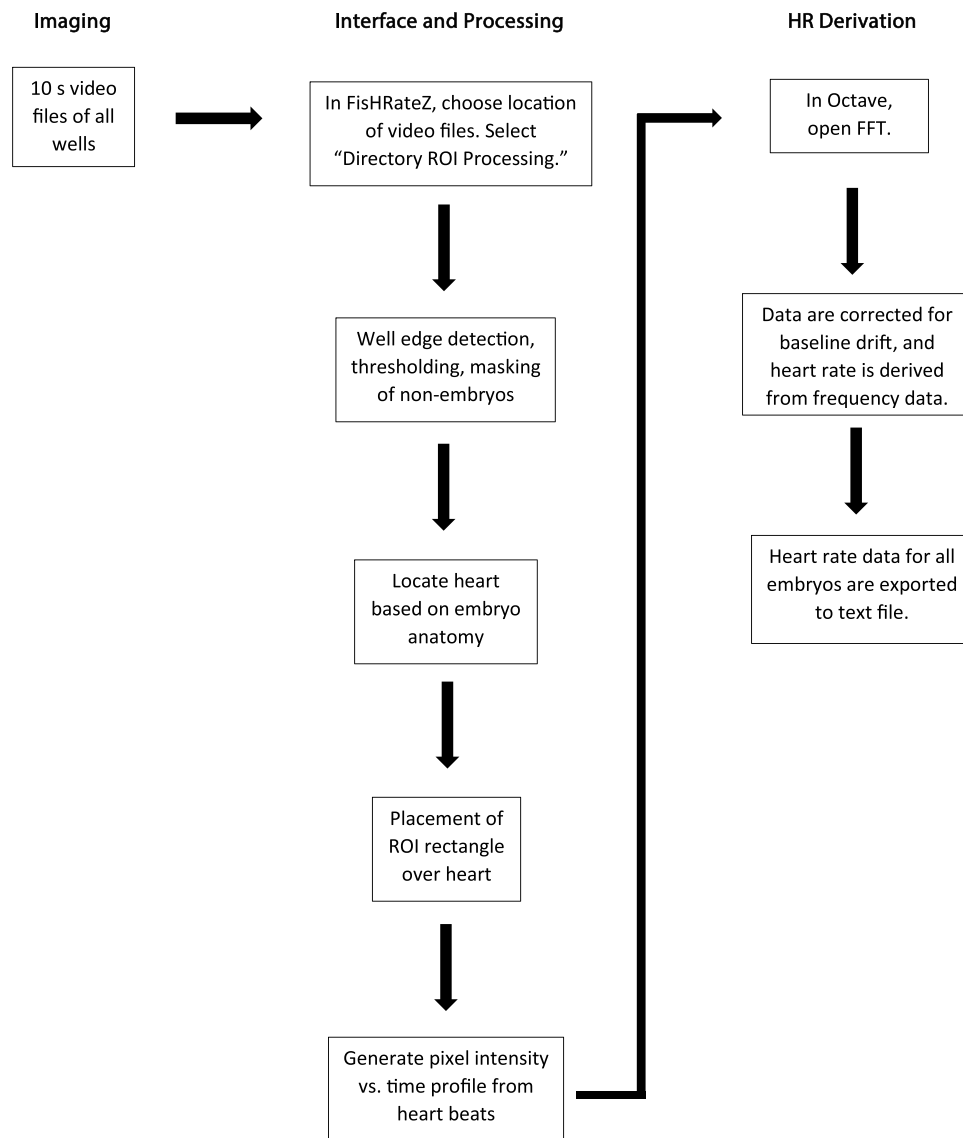 Imaging
10 s video
files of all
wells
Interface and Processing
In FisHRateZ, choose location
of video files. Select
“Directory ROI Processing.”
Well edge detection,
thresholding, masking
of non-embryos
Locate heart
based on embryo
anatomy
Placement of
ROI rectangle
over heart
Generate pixel intensity
vs. time profile from
heart beats
HR Derivation
In Octave,
open FFT.
Data are corrected for
baseline drift, and
heart rate is derived
from frequency data.
Heart rate data for all
embryos are exported
to text file.